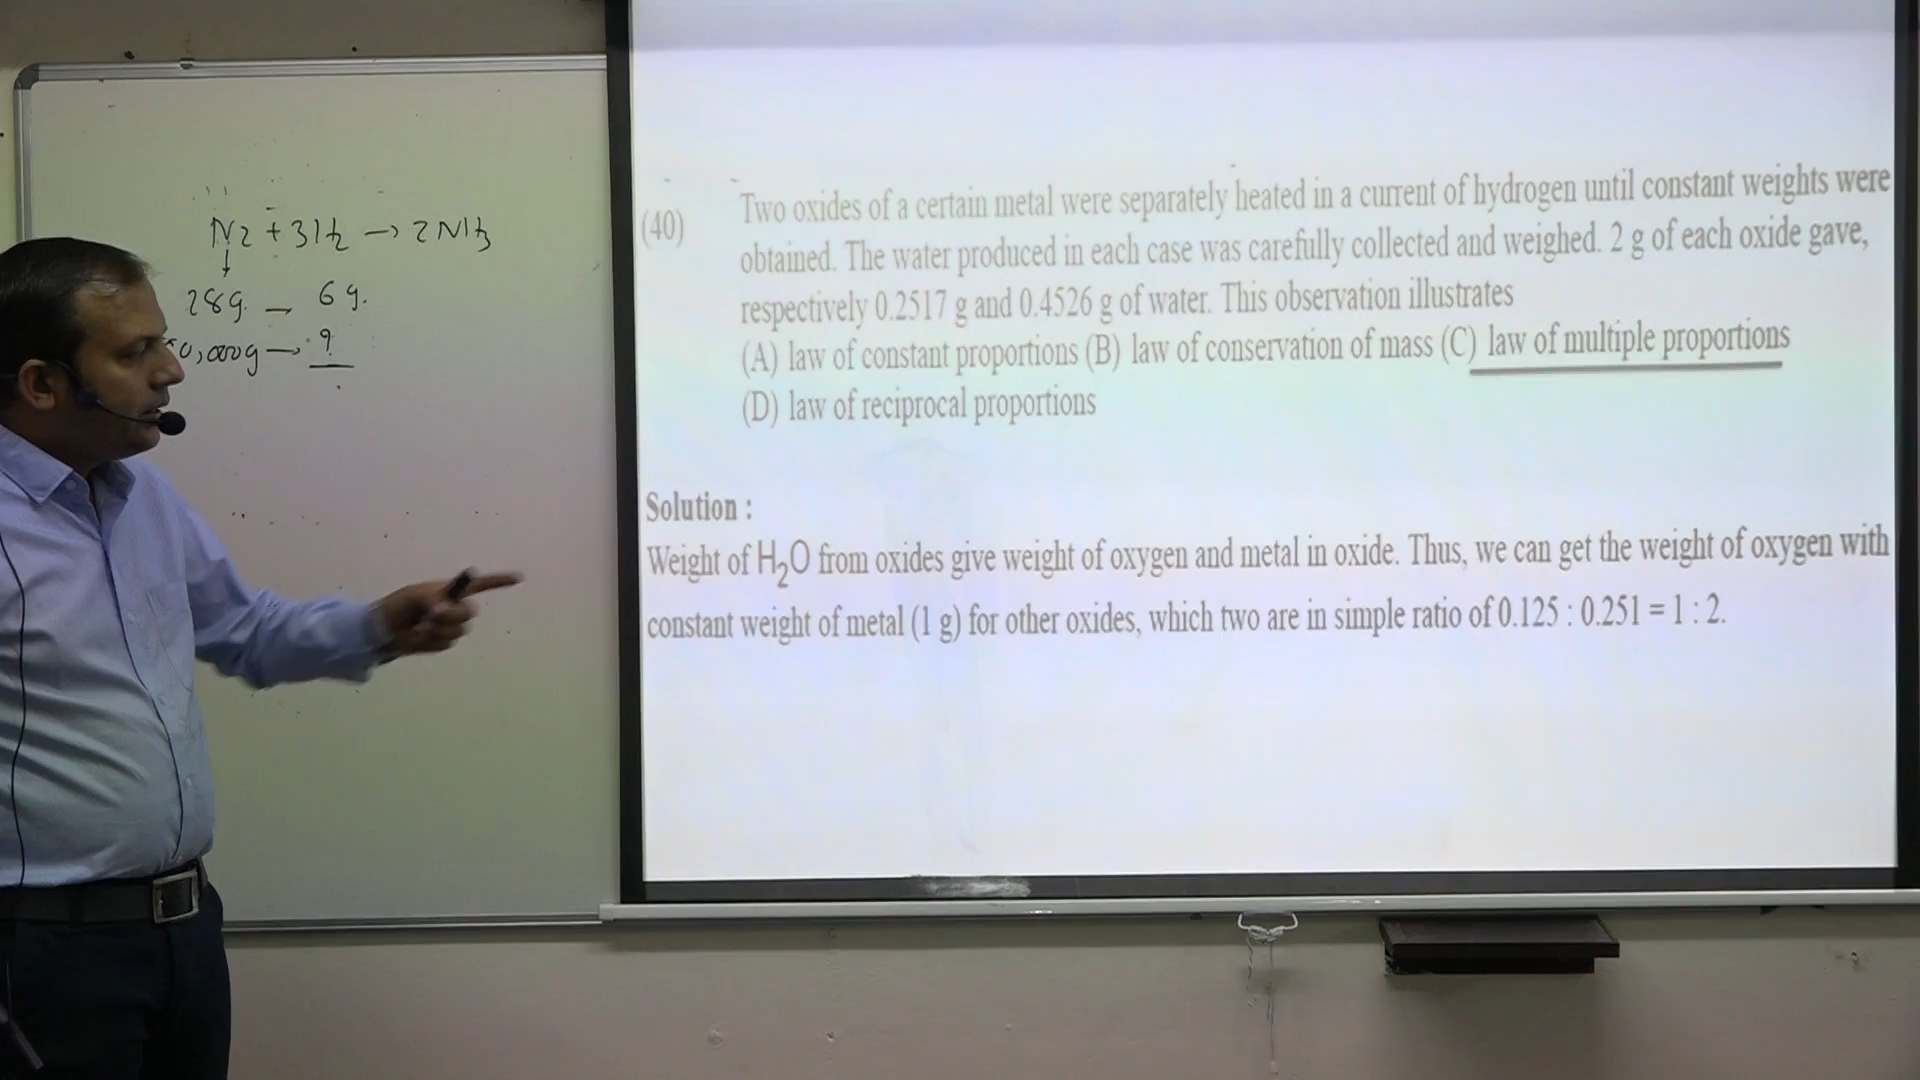 N2 + 3H2 → 2NH3
↓
28g. — 6 g.
0,000g → ?
(40) Two oxides of a certain metal were separately heated in a current of hydrogen until constant weights were
obtained. The water produced in each case was carefully collected and weighed. 2 g of each oxide gave,
respectively 0.2517 g and 0.4526 g of water. This observation illustrates
(A) law of constant proportions (B) law of conservation of mass (C) law of multiple proportions
(D) law of reciprocal proportions
Solution :
Weight of H₂O from oxides give weight of oxygen and metal in oxide. Thus, we can get the weight of oxygen with
constant weight of metal (1 g) for other oxides, which two are in simple ratio of 0.125 : 0.251 = 1 : 2.